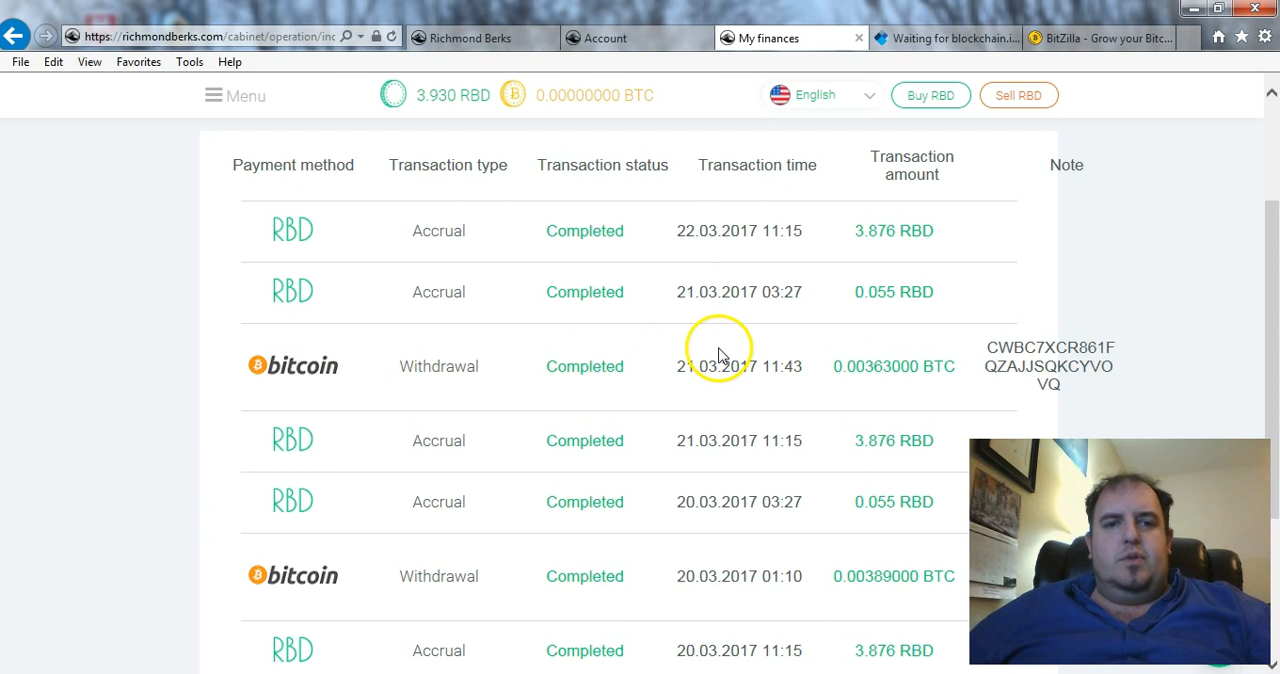 https://richmondberks.com/cabinet/operation/inc
Richmond Berks
Account
My finances
Waiting for blockchain.i...
BitZilla - Grow your Bitc...
File Edit View Favorites Tools Help
Menu
3.930 RBD
0.00000000 BTC
English
Buy RBD
Sell RBD
Payment method Transaction type Transaction status Transaction time Transaction amount Note
RBD Accrual Completed 22.03.2017 11:15 3.876 RBD
RBD Accrual Completed 21.03.2017 03:27 0.055 RBD
bitcoin Withdrawal Completed 21.03.2017 11:43 0.00363000 BTC CWBC7XCR861F
QZAJJSQKCYVO
VQ
RBD Accrual Completed 21.03.2017 11:15 3.876 RBD
RBD Accrual Completed 20.03.2017 03:27 0.055 RBD
bitcoin Withdrawal Completed 20.03.2017 01:10 0.00389000 BTC
RBD Accrual Completed 20.03.2017 11:15 3.876 RBD